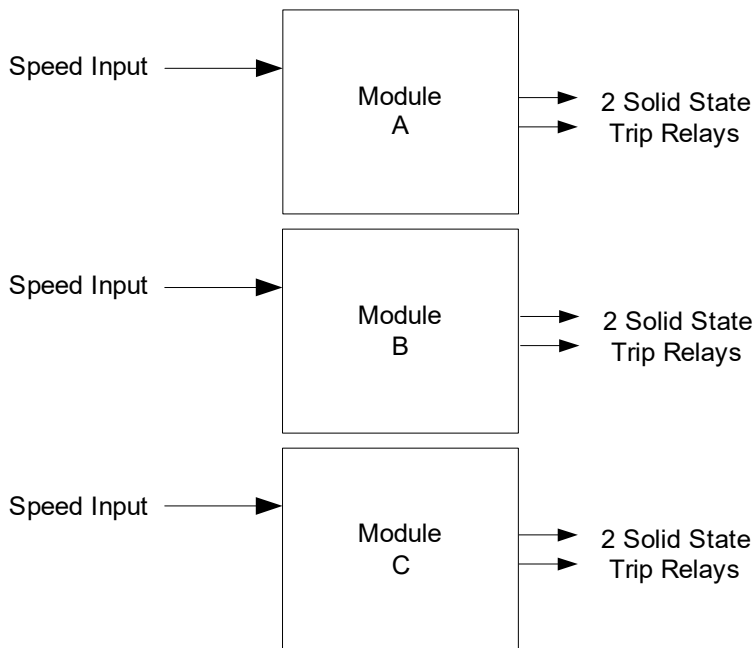 Speed Input
Module
A
2 Solid State
Trip Relays
Speed Input
Module
B
2 Solid State
Trip Relays
Speed Input
Module
C
2 Solid State
Trip Relays